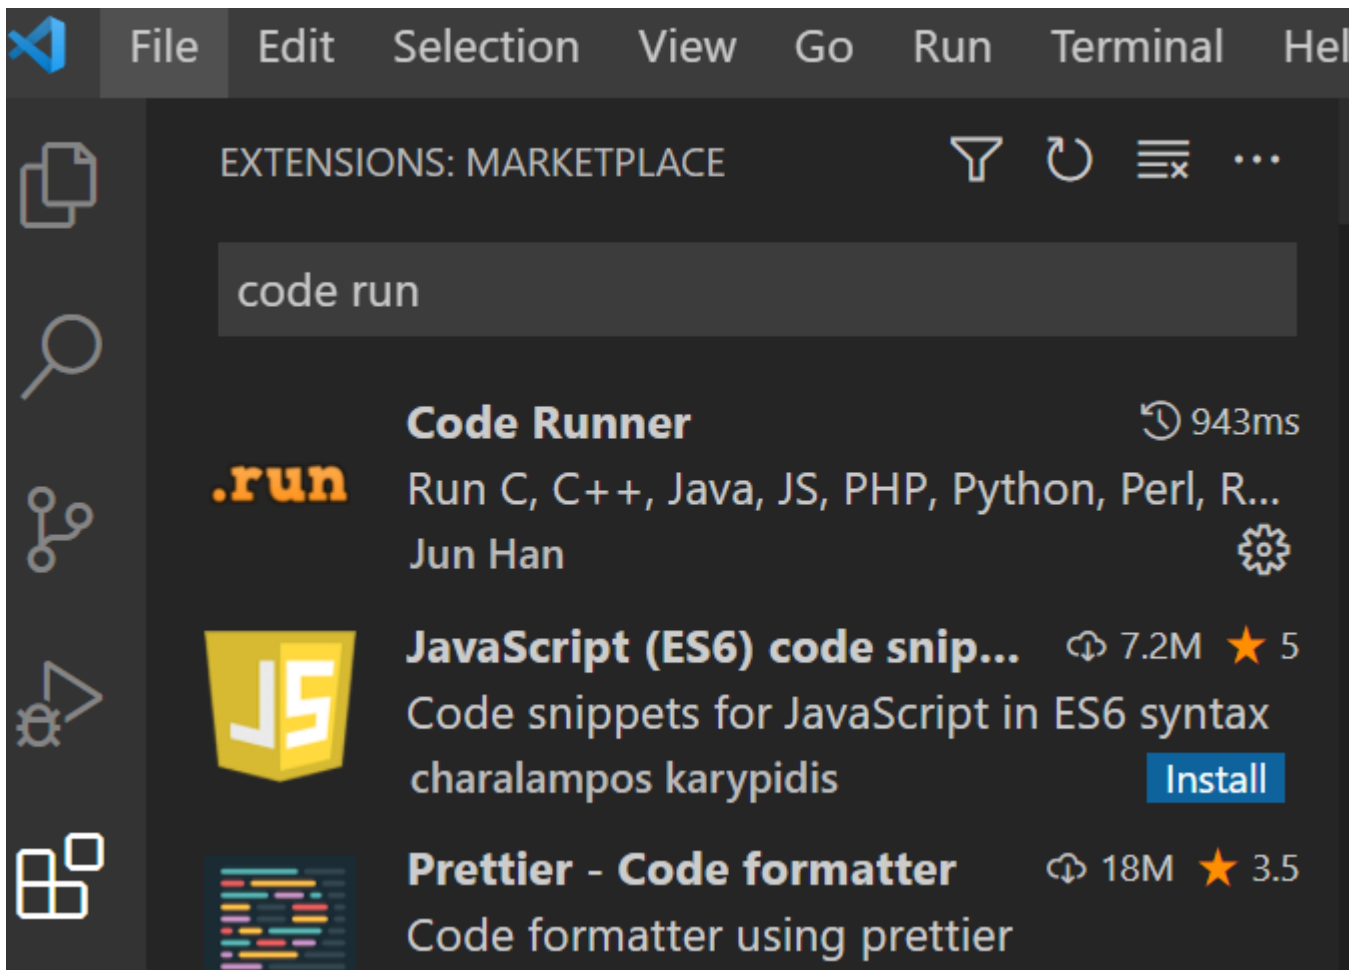 File Edit Selection View Go Run Terminal Hel
EXTENSIONS: MARKETPLACE
code run
Code Runner 943ms
.run
Run C, C++, Java, JS, PHP, Python, Perl, R...
Jun Han
JavaScript (ES6) code snip... 7.2M 5
JS
Code snippets for JavaScript in ES6 syntax
charalampos karypidis Install
Prettier - Code formatter 18M 3.5
Code formatter using prettier